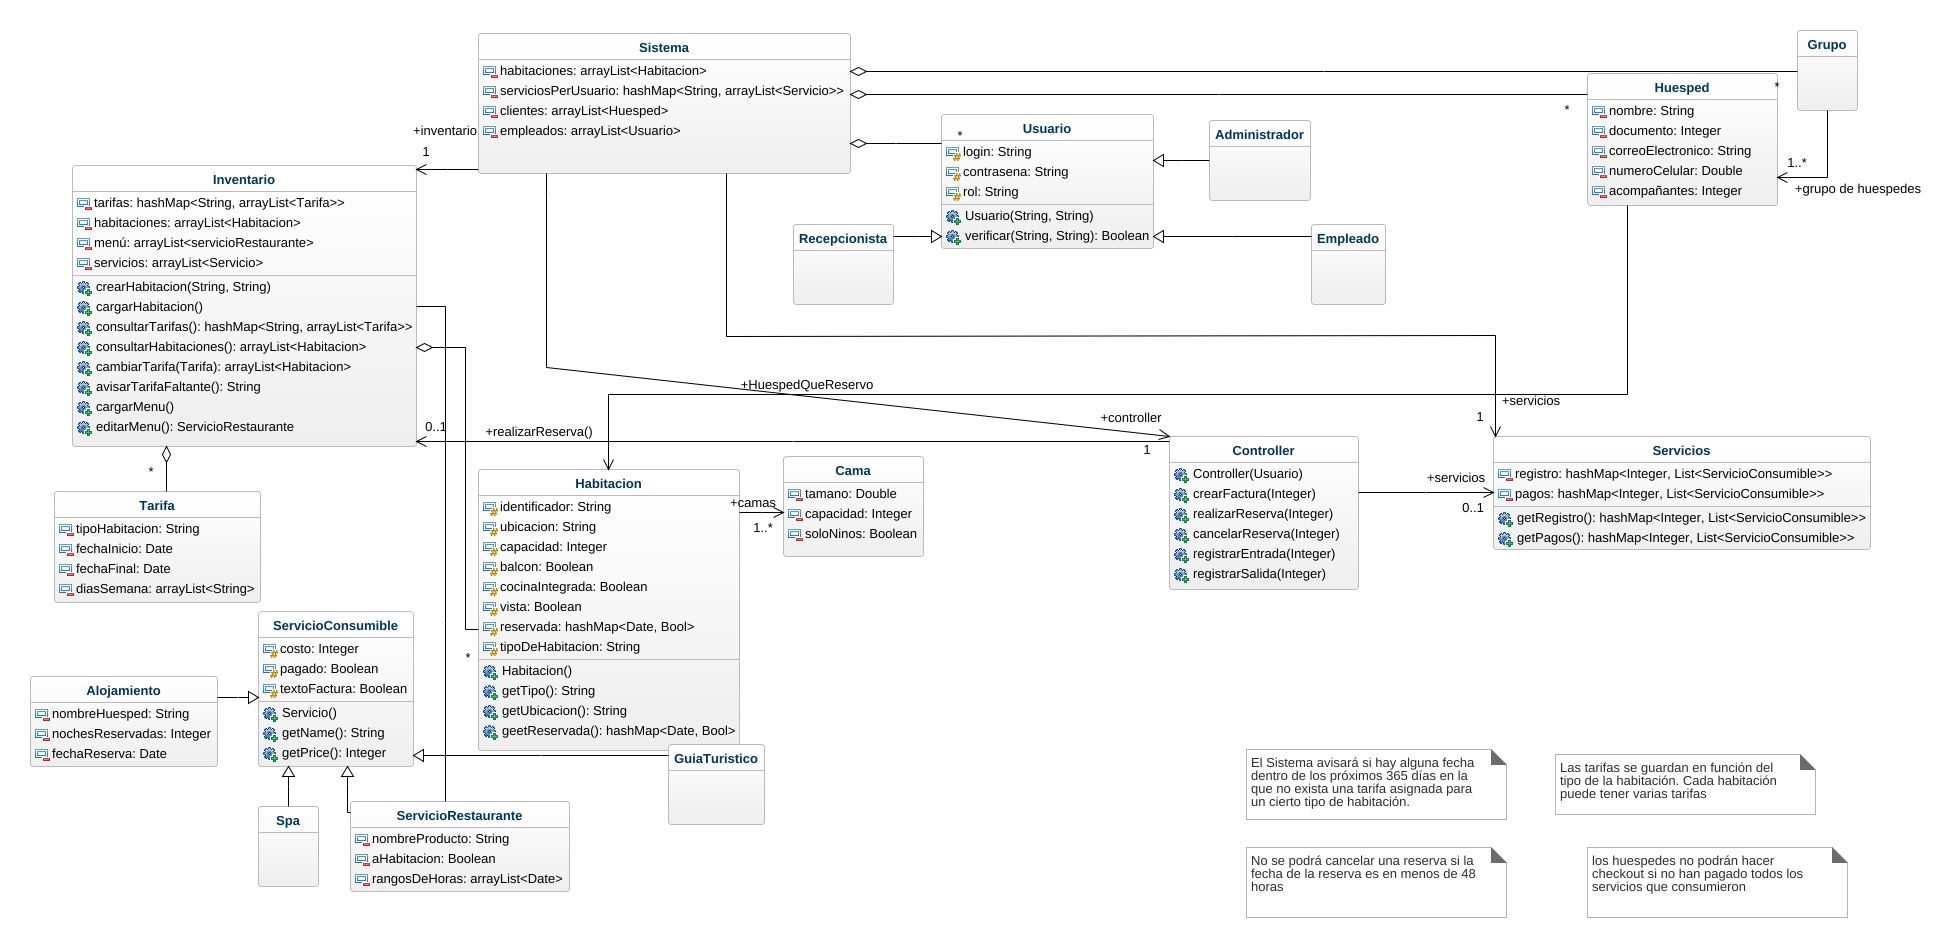 Sistema
habitaciones: arrayList<Habitacion>
serviciosPerUsuario: hashMap<String, arrayList<Servicio>>
clientes: arrayList<Huesped>
empleados: arrayList<Usuario>
Grupo
Huesped
*
nombre: String
documento: Integer
correoElectronico: String
numeroCelular: Double
acompañantes: Integer
*
1..*
+grupo de huespedes
Usuario
*
login: String
contrasena: String
rol: String
Usuario(String, String)
verificar(String, String): Boolean
Administrador
Recepcionista
Empleado
+inventario
1
Inventario
tarifas: hashMap<String, arrayList<Tarifa>>
habitaciones: arrayList<Habitacion>
menú: arrayList<servicioRestaurante>
servicios: arrayList<Servicio>
crearHabitacion(String, String)
cargarHabitacion()
consultarTarifas(): hashMap<String, arrayList<Tarifa>>
consultarHabitaciones(): arrayList<Habitacion>
cambiarTarifa(Tarifa): arrayList<Habitacion>
avisarTarifaFaltante(): String
cargarMenu()
editarMenu(): ServicioRestaurante
0..1
+realizarReserva()
+HuespedQueReservo
+controller
1
+servicios
1
*
Tarifa
tipoHabitacion: String
fechaInicio: Date
fechaFinal: Date
diasSemana: arrayList<String>
Habitacion
identificador: String
ubicacion: String
capacidad: Integer
balcon: Boolean
cocinaIntegrada: Boolean
vista: Boolean
reservada: hashMap<Date, Bool>
tipoDeHabitacion: String
Habitacion()
getTipo(): String
getUbicacion(): String
geetReservada(): hashMap<Date, Bool>
*
+camas
1..*
Cama
tamano: Double
capacidad: Integer
soloNinos: Boolean
Controller
Controller(Usuario)
crearFactura(Integer)
realizarReserva(Integer)
cancelarReserva(Integer)
registrarEntrada(Integer)
registrarSalida(Integer)
+servicios
0..1
Servicios
registro: hashMap<Integer, List<ServicioConsumible>>
pagos: hashMap<Integer, List<ServicioConsumible>>
getRegistro(): hashMap<Integer, List<ServicioConsumible>>
getPagos(): hashMap<Integer, List<ServicioConsumible>>
ServicioConsumible
costo: Integer
pagado: Boolean
textoFactura: Boolean
Servicio()
getName(): String
getPrice(): Integer
Alojamiento
nombreHuesped: String
nochesReservadas: Integer
fechaReserva: Date
GuiaTuristico
Spa
ServicioRestaurante
nombreProducto: String
aHabitacion: Boolean
rangosDeHoras: arrayList<Date>
El Sistema avisará si hay alguna fecha
dentro de los próximos 365 días en la
que no exista una tarifa asignada para
un cierto tipo de habitación.
Las tarifas se guardan en función del
tipo de la habitación. Cada habitación
puede tener varias tarifas
No se podrá cancelar una reserva si la
fecha de la reserva es en menos de 48
horas
los huespedes no podrán hacer
checkout si no han pagado todos los
servicios que consumieron